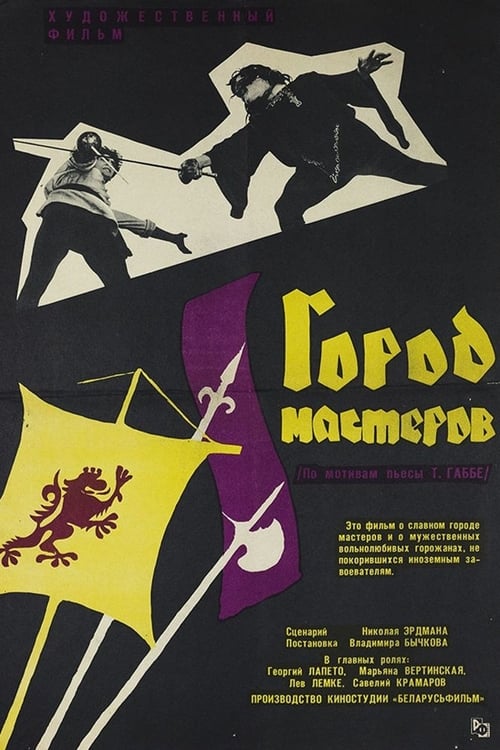 ХУДОЖЕСТВЕННЫЙ
ФИЛЬМ
ГОРОД
МАСТЕРОВ
/По мотивам пьесы Т. ГАББЕ/
Это фильм о славном городе
мастеров и о мужественных
вольнолюбивых горожанах, не
покорившихся иноземным за-
воевателям.
Сценарий Николая ЭРДМАНА
Постановка Владимира БЫЧКОВА
В главных ролях:
Георгий ЛАПЕТО, Марьяна ВЕРТИНСКАЯ,
Лев ЛЕМКЕ, Савелий КРАМАРОВ
ПРОИЗВОДСТВО КИНОСТУДИИ "БЕЛАРУСЬФИЛЬМ"